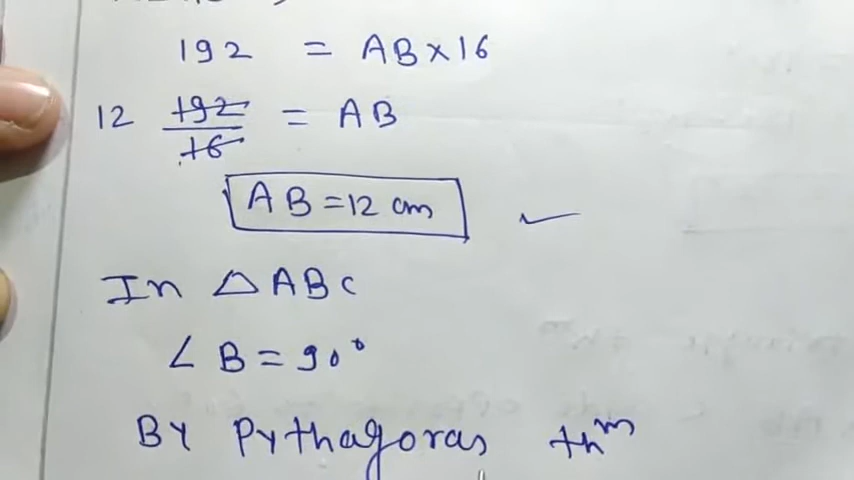 192 = AB×16
12 192/16 = AB
AB=12 cm
In △ABC
∠B=90°
By Pythagoras thm